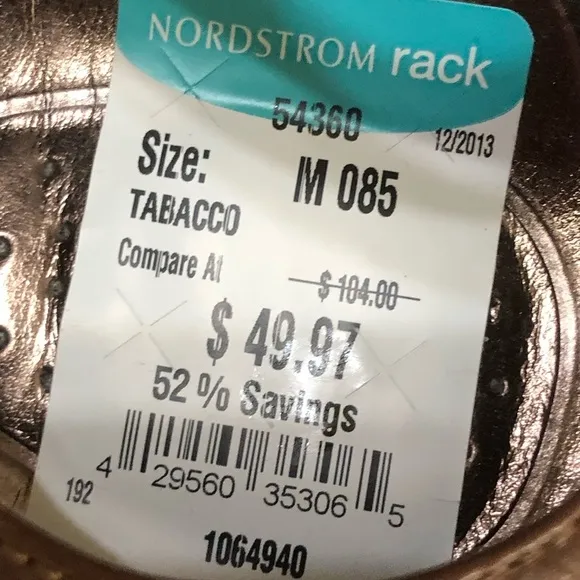 NORDSTROM rack
54360
12/2013
Size: M 085
TABACCO
Compare At $104.00
$ 49.97
52% Savings
4 29560 35306 5
192
1064940